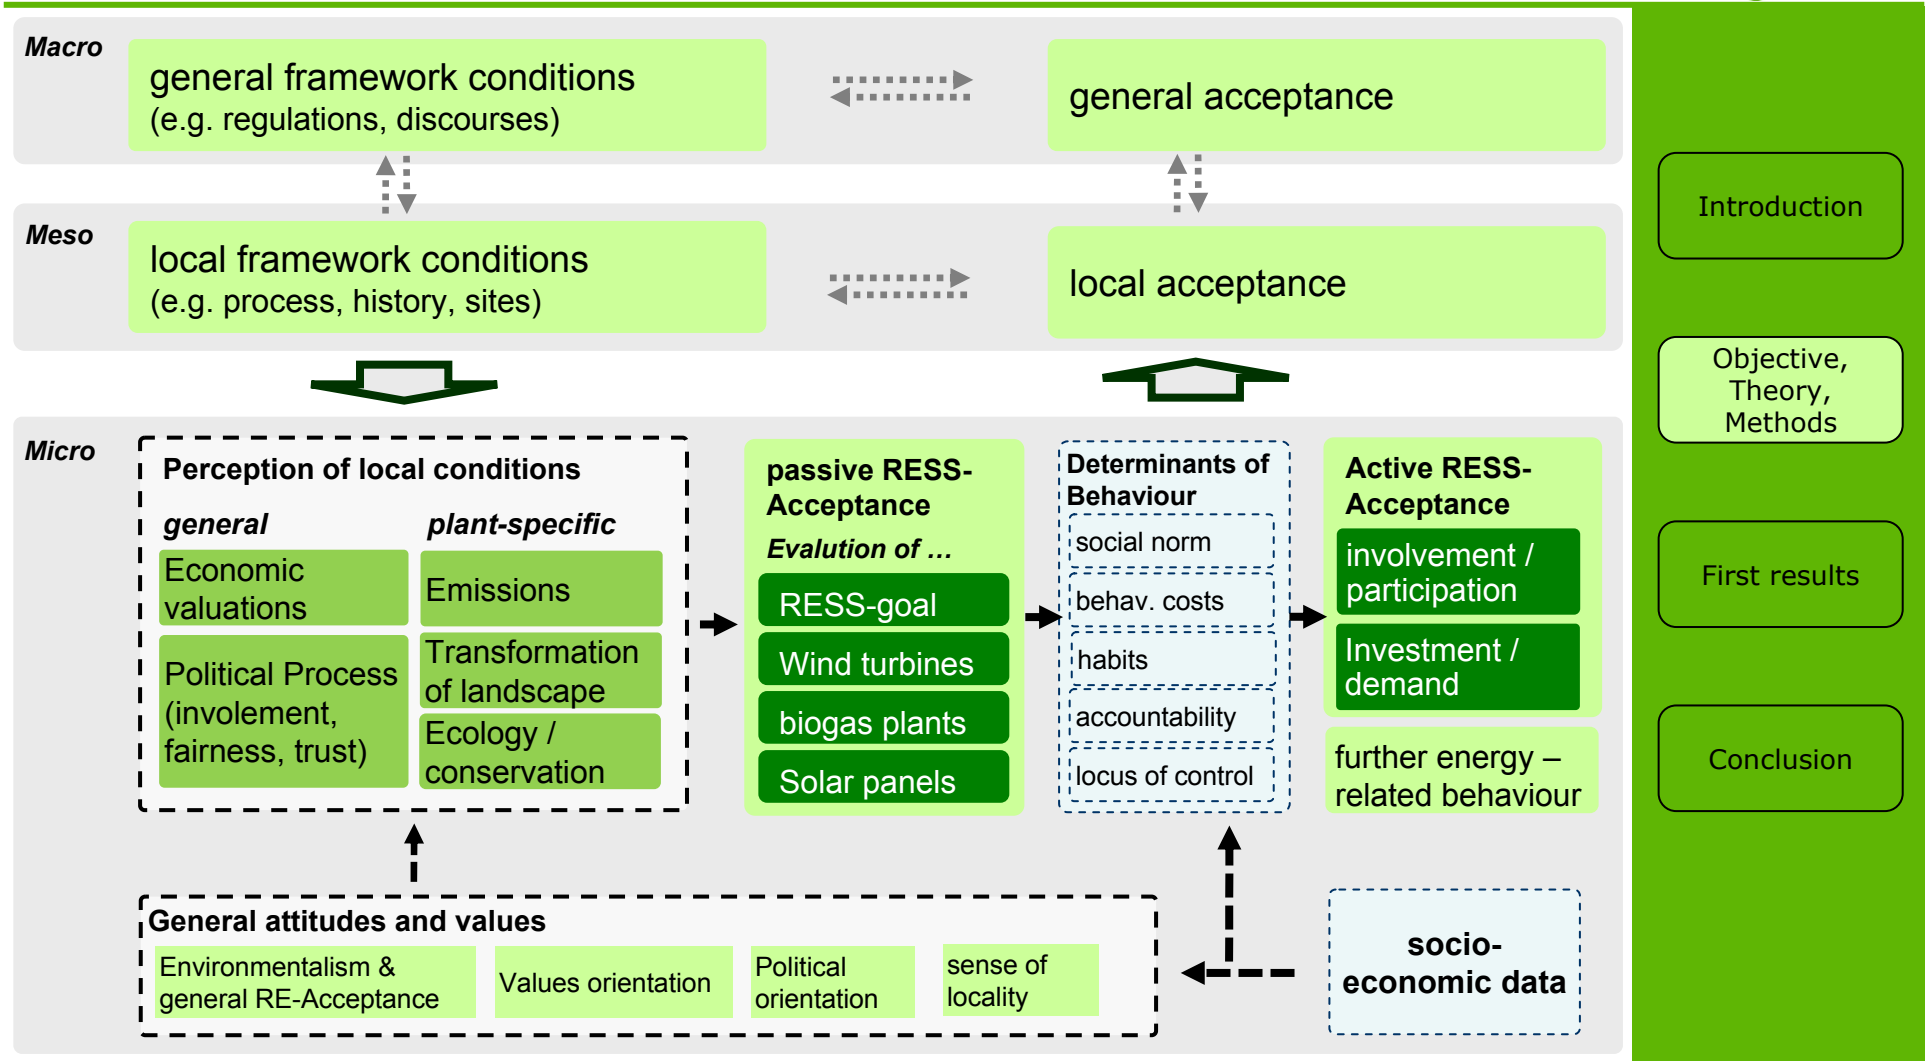 Macro
general framework conditions
(e.g. regulations, discourses)
general acceptance
Meso
local framework conditions
(e.g. process, history, sites)
local acceptance
Micro
Perception of local conditions
general
plant-specific
Economic
valuations
Political Process
(involement,
fairness, trust)
Emissions
Transformation
of landscape
Ecology /
conservation
passive RESS-
Acceptance
Evalution of …
RESS-goal
Wind turbines
biogas plants
Solar panels
Determinants of
Behaviour
social norm
behav. costs
habits
accountability
locus of control
Active RESS-
Acceptance
involvement /
participation
Investment /
demand
further energy –
related behaviour
General attitudes and values
Environmentalism &
general RE-Acceptance
Values orientation
Political
orientation
sense of
locality
socio-
economic data
Introduction
Objective,
Theory,
Methods
First results
Conclusion